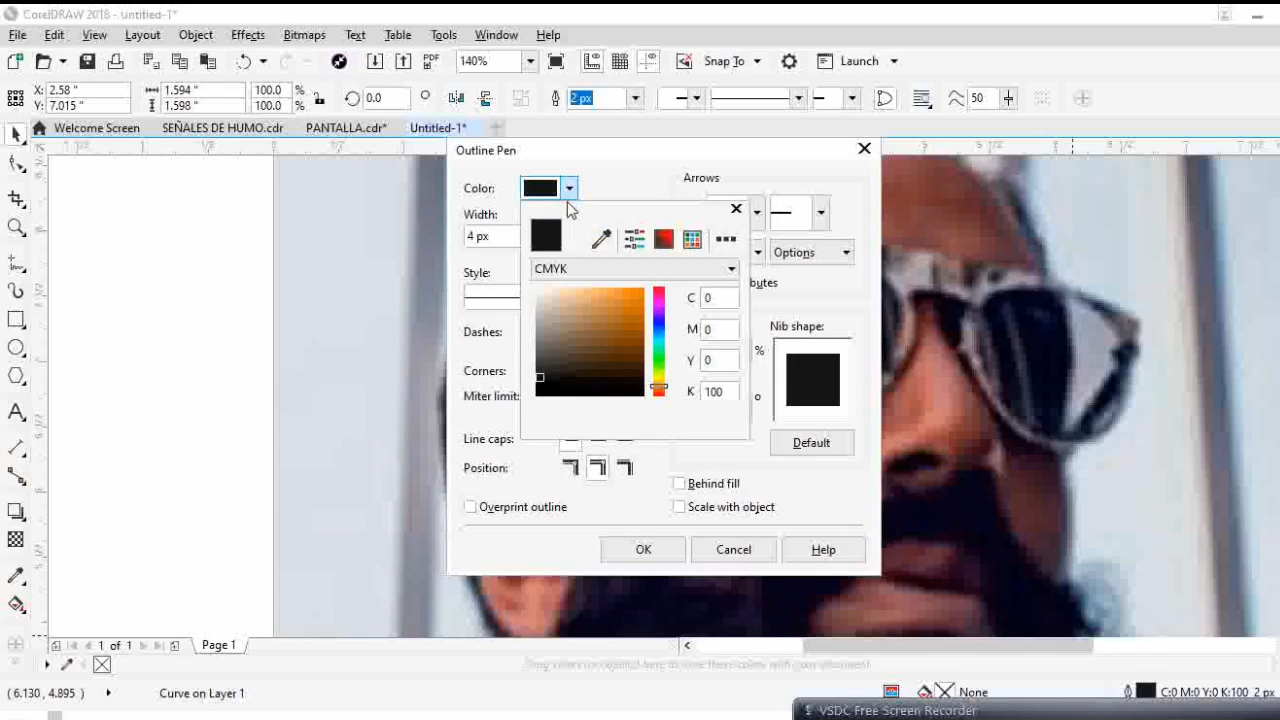 CorelDRAW 2018 - Untitled-1*
File Edit View Layout Object Effects Bitmaps Text Table Tools Window Help
PDF 140% Snap To Launch
X: 2.58 " 1.594 " 100.0 % 0.0 2 px 50
Y: 7.015 " 1.598 " 100.0 %
Welcome Screen SEÑALES DE HUMO.cdr PANTALLA.cdr* Untitled-1*
Outline Pen
Color: Arrows
Width:
4 px
Options
Style:
CMYK
butes
C 0
Dashes:
M 0
Nib shape:
Y 0 %
Corners:
K 100
Miter limit: o
Line caps:
Default
Position:
Behind fill
Overprint outline Scale with object
OK Cancel Help
1 of 1 Page 1
( 6.130 , 4.895 ) Curve on Layer 1 None C:0 M:0 Y:0 K:100 2 px
VSDC Free Screen Recorder